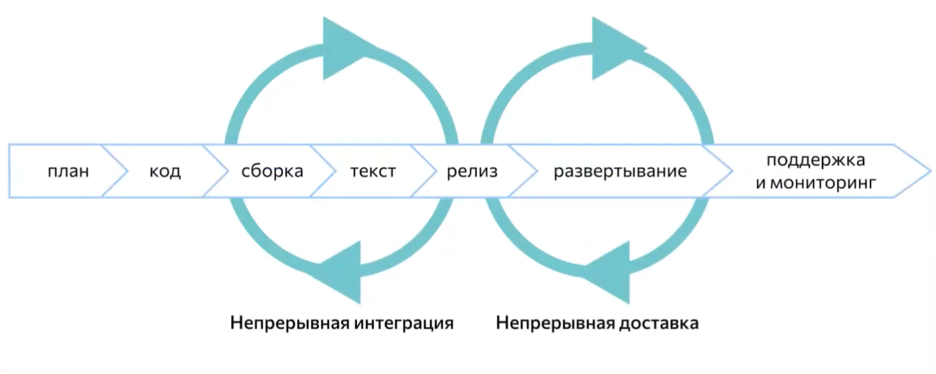 план
код
сборка
текст
релиз
развертывание
поддержка
и мониторинг
Непрерывная интеграция
Непрерывная доставка